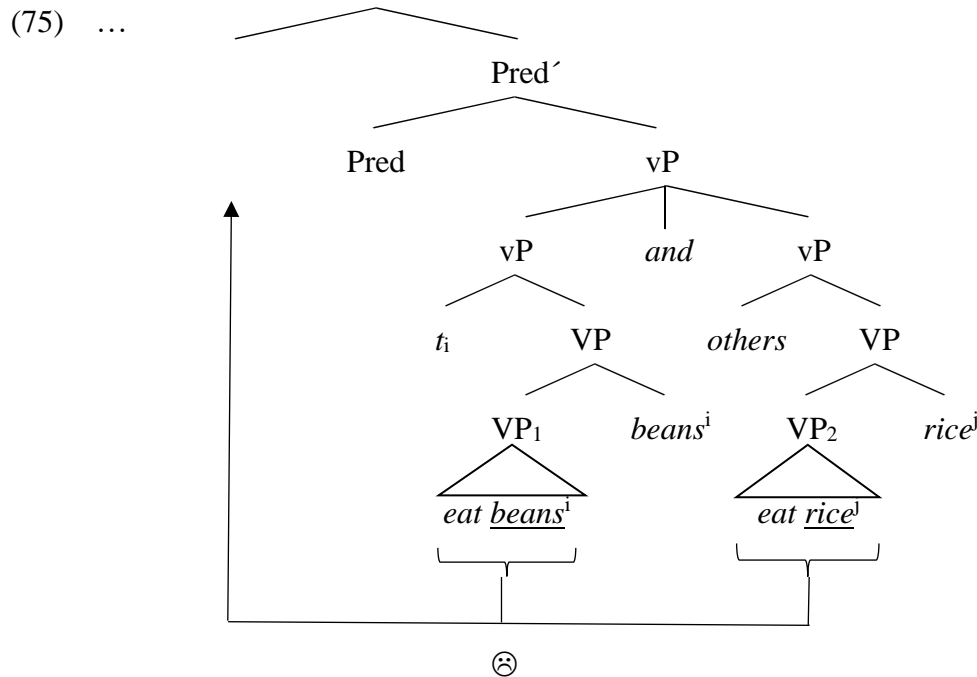 (75) …
Pred´
Pred vP
vP and vP
tᵢ VP others VP
VP₁ beansⁱ VP₂ riceʲ
eat beansⁱ eat riceʲ
☹